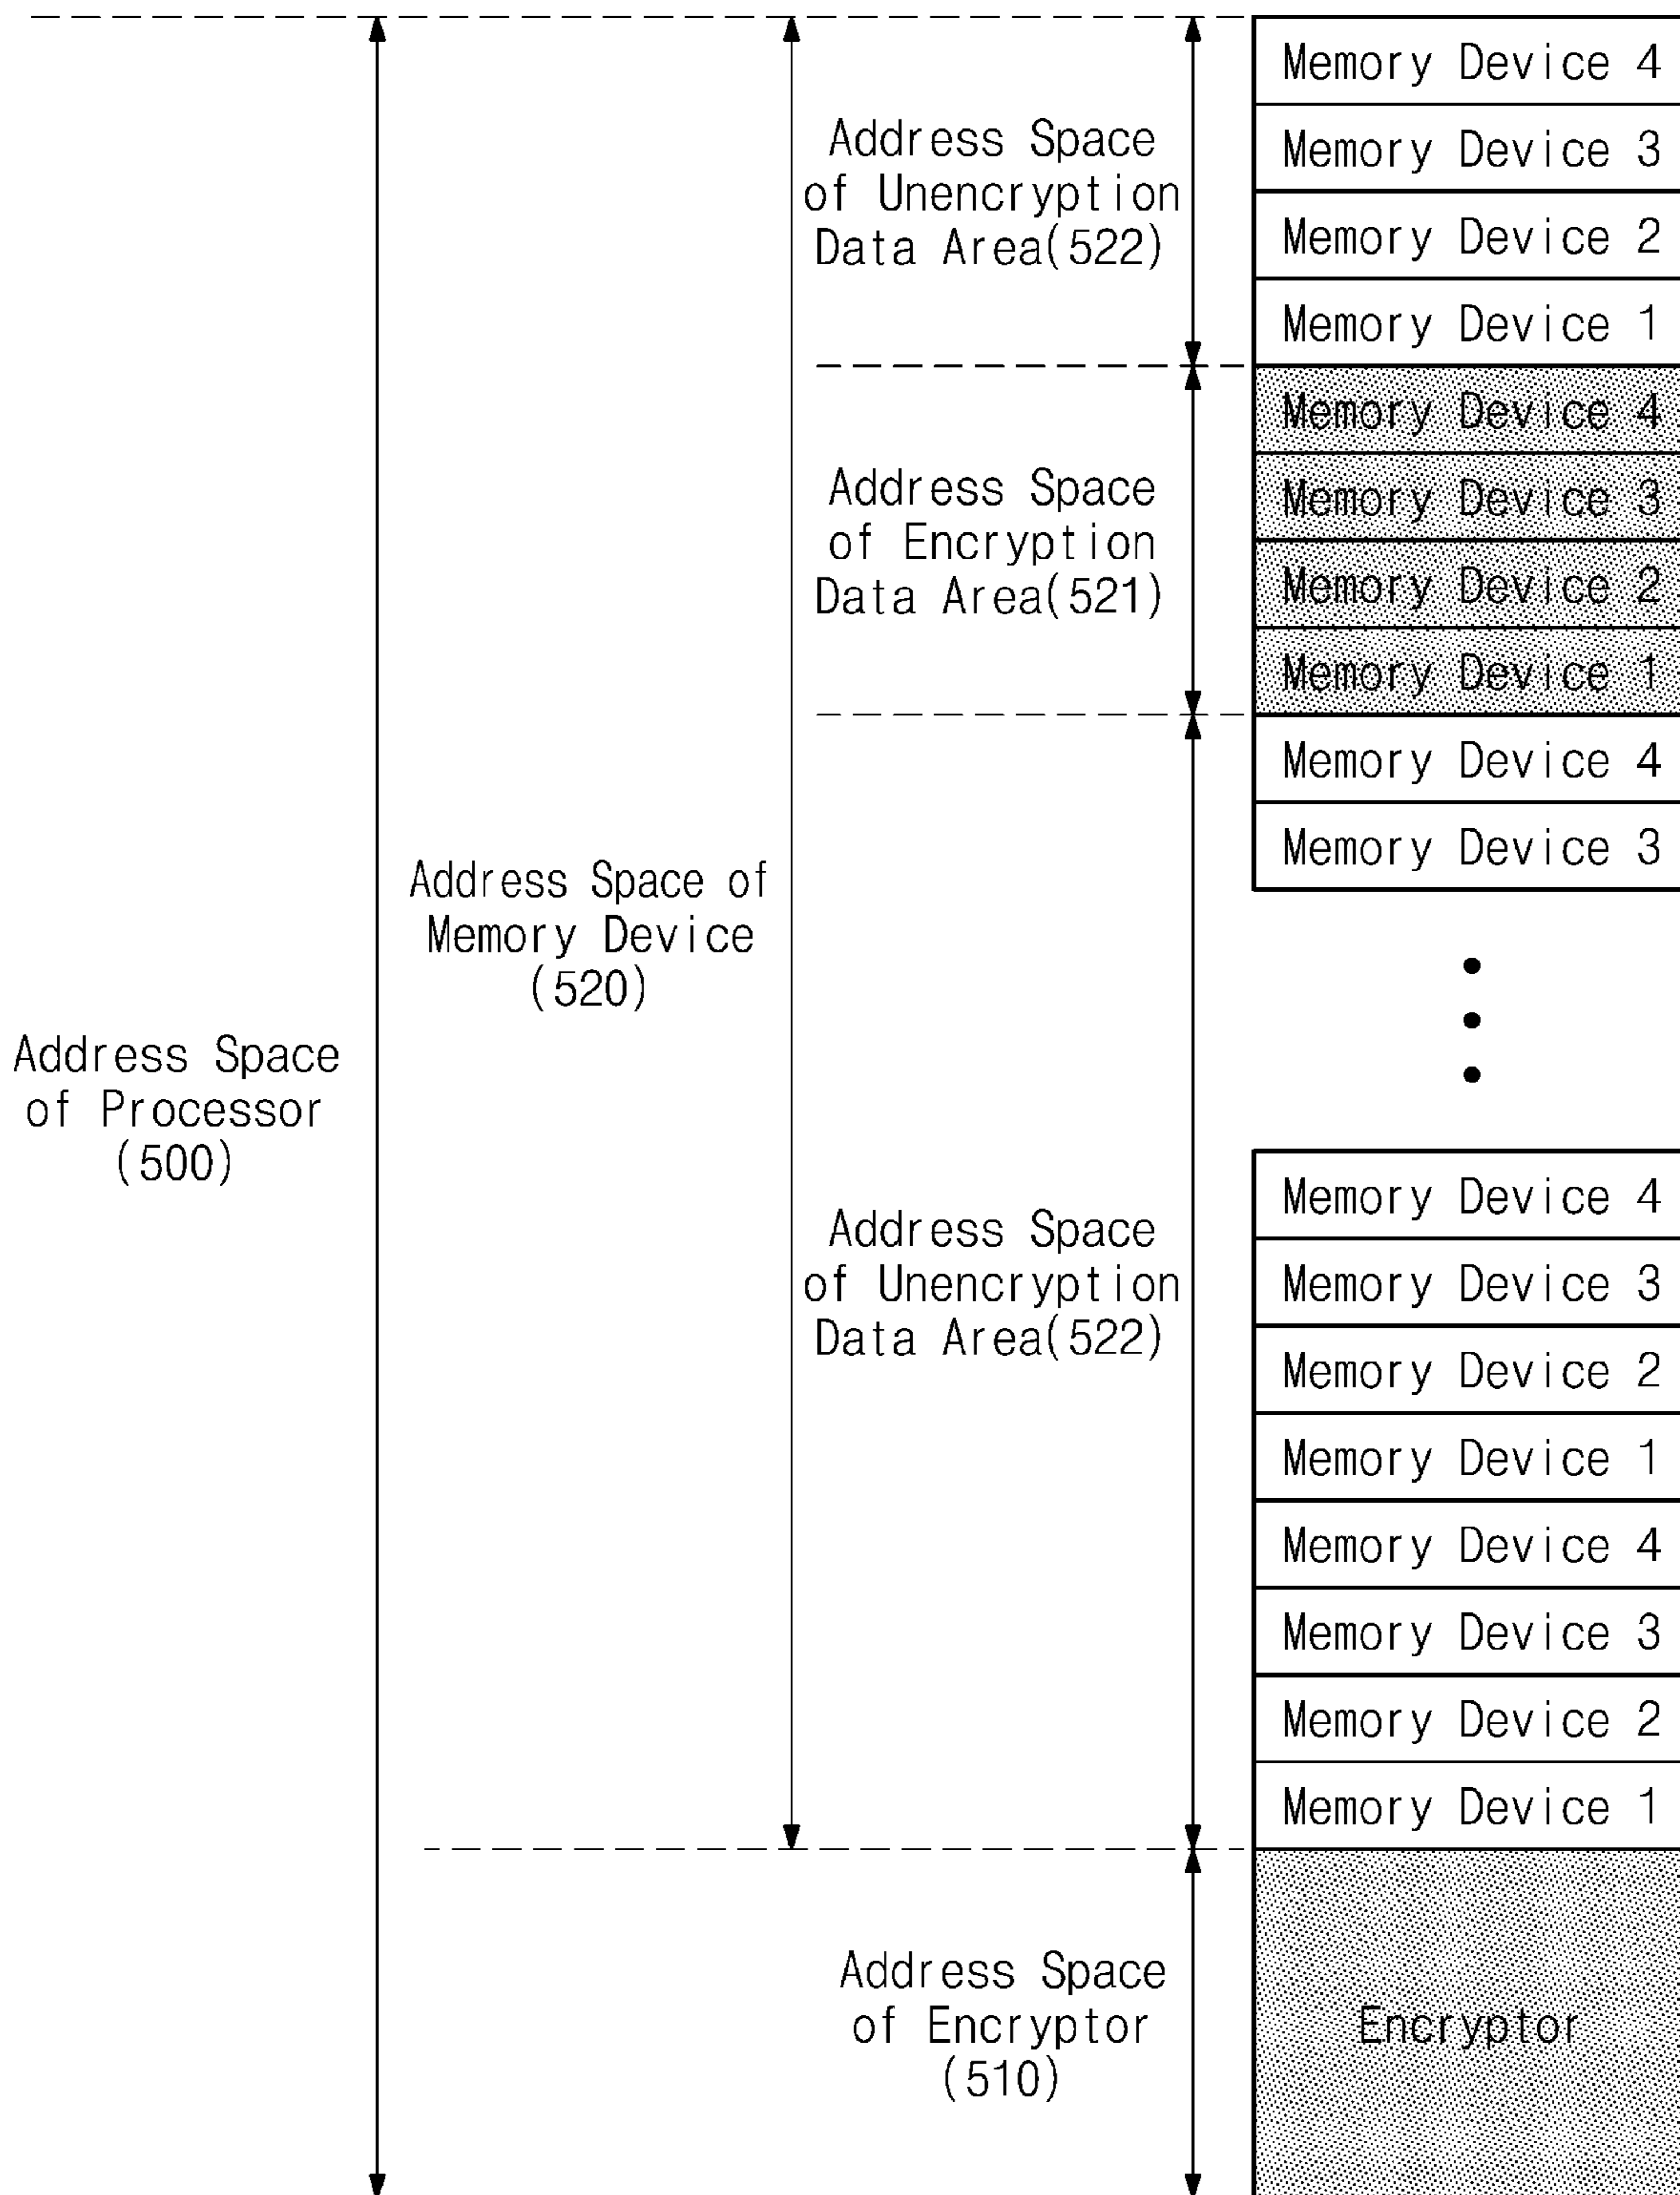 Address Space
of Processor
(500)
Address Space of
Memory Device
(520)
Address Space
of Unencryption
Data Area(522)
Address Space
of Encryption
Data Area(521)
Address Space
of Unencryption
Data Area(522)
Address Space
of Encryptor
(510)
Memory Device 4
Memory Device 3
Memory Device 2
Memory Device 1
Memory Device 4
Memory Device 3
Memory Device 2
Memory Device 1
Memory Device 4
Memory Device 3
Memory Device 4
Memory Device 3
Memory Device 2
Memory Device 1
Memory Device 4
Memory Device 3
Memory Device 2
Memory Device 1
Encryptor